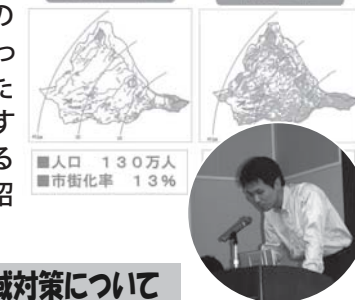 の
っ
た
す
る
紹
■人口 130万人
■市街化率 13%
域対策について